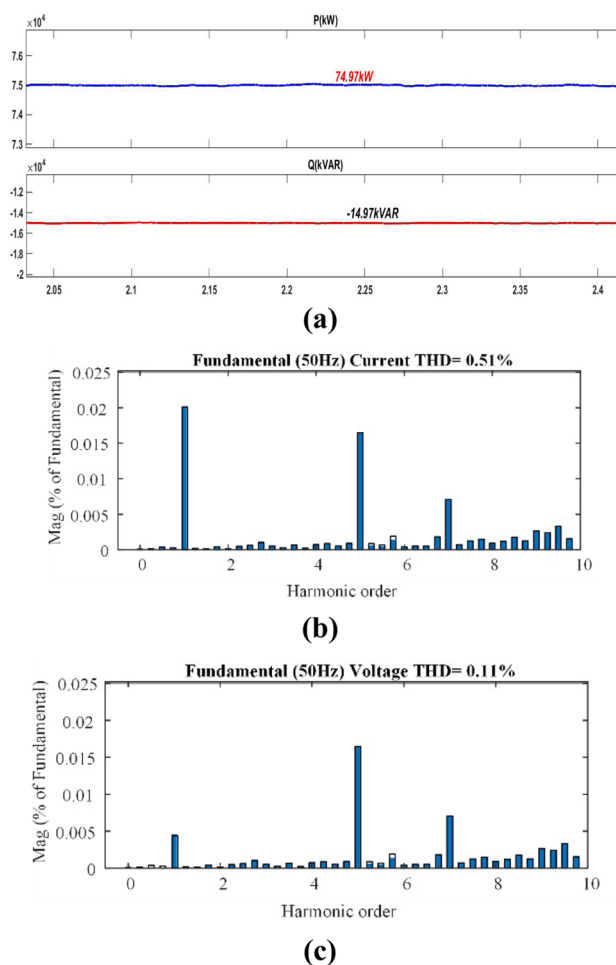 ×10⁴
P(kW)
7.6
74.97kW
7.5
7.4
7.3
×10⁴
Q(kVAR)
-1.2
-1.4
-14.97kVAR
-1.6
-1.8
-2
2.05 2.1 2.15 2.2 2.25 2.3 2.35 2.4
(a)
Fundamental (50Hz) Current THD= 0.51%
0.025
0.02
0.015
0.01
0.005
0
Mag (% of Fundamental)
0 2 4 6 8 10
Harmonic order
(b)
Fundamental (50Hz) Voltage THD= 0.11%
0.025
0.02
0.015
0.01
0.005
0
Mag (% of Fundamental)
0 2 4 6 8 10
Harmonic order
(c)